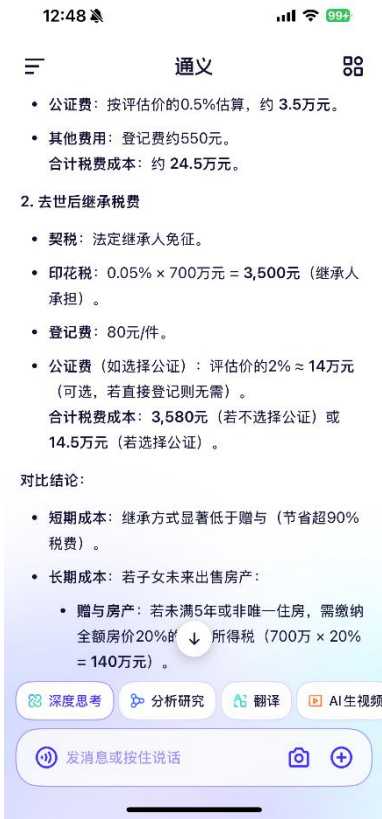 12:48
99+
通义
• 公证费：按评估价的0.5%估算，约 3.5万元。
• 其他费用：登记费约550元。
合计税费成本：约 24.5万元。
2. 去世后继承税费
• 契税：法定继承人免征。
• 印花税：0.05% × 700万元 = 3,500元（继承人
承担）。
• 登记费：80元/件。
• 公证费（如选择公证）：评估价的2% ≈ 14万元
（可选，若直接登记则无需）。
合计税费成本：3,580元（若不选择公证）或
14.5万元（若选择公证）。
对比结论：
• 短期成本：继承方式显著低于赠与（节省超90%
税费）。
• 长期成本：若子女未来出售房产：
• 赠与房产：若未满5年或非唯一住房，需缴纳
全额房价20%的 所得税（700万 × 20%
= 140万元）。
深度思考 分析研究 翻译 AI生视频
发消息或按住说话